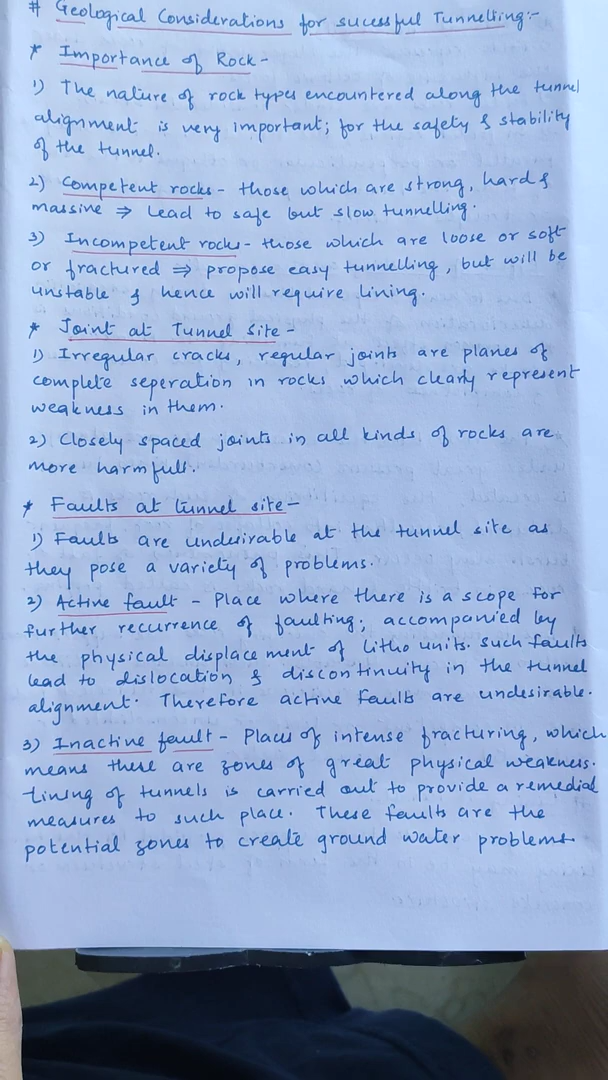 # Geological Considerations for sucessful Tunnelling:-
* Importance of Rock -
1) The nature of rock types encountered along the tunnel
alignment is very important; for the safety & stability
of the tunnel.
2) Competent rocks - those which are strong, hard &
massive ⇒ Lead to safe but slow tunnelling.
3) Incompetent rocks - those which are loose or soft
or fractured ⇒ propose easy tunnelling, but will be
unstable & hence will require lining.
* Joint at Tunnel Site -
1) Irregular cracks, regular joints are planes of
complete seperation in rocks which clearly represent
weakness in them.
2) Closely spaced joints in all kinds of rocks are
more harmfull.
* Faults at tunnel site -
1) Faults are undesirable at the tunnel site as
they pose a variety of problems.
2) Active fault - Place where there is a scope for
further recurrence of faulting; accompanied by
the physical displacement of litho units. such faults
lead to dislocation & discontinuity in the tunnel
alignment. Therefore active faults are undesirable.
3) Inactive fault - Places of intense fracturing, which
means there are zones of great physical weakness.
Lining of tunnels is carried out to provide a remedial
measures to such place. These faults are the
potential zones to create ground water problems